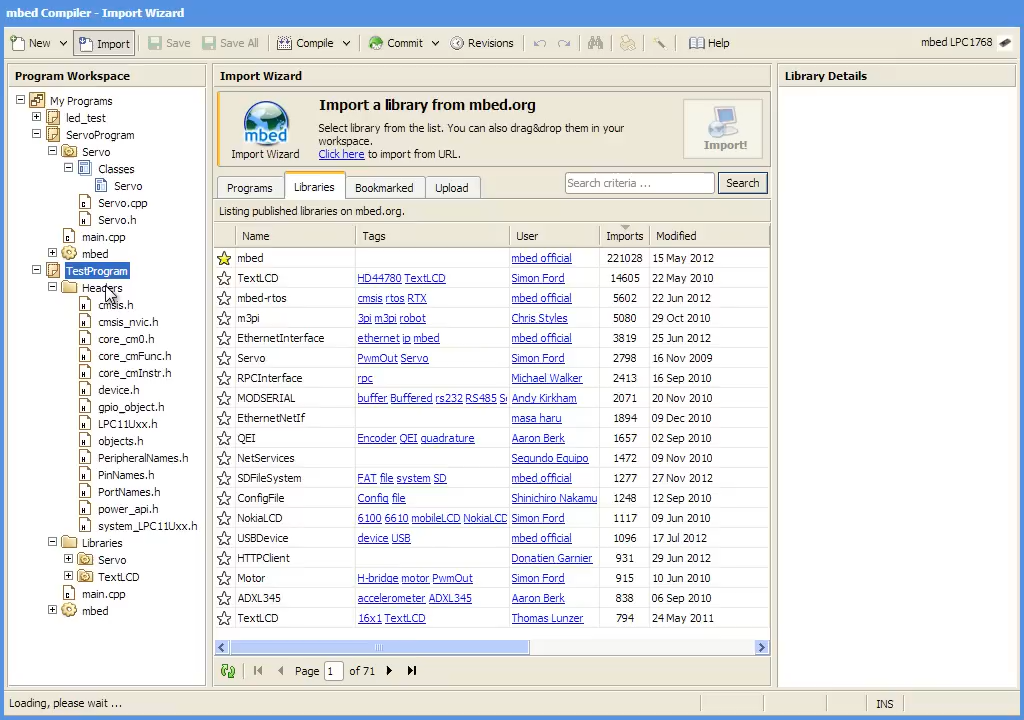 mbed Compiler - Import Wizard
New Import Save Save All Compile Commit Revisions Help mbed LPC1768
Program Workspace
My Programs
led_test
ServoProgram
Servo
Classes
Servo
Servo.cpp
Servo.h
main.cpp
mbed
TestProgram
Headers
cmsis.h
cmsis_nvic.h
core_cm0.h
core_cmFunc.h
core_cmInstr.h
device.h
gpio_object.h
LPC11Uxx.h
objects.h
PeripheralNames.h
PinNames.h
PortNames.h
power_api.h
system_LPC11Uxx.h
Libraries
Servo
TextLCD
main.cpp
mbed
Import Wizard
mbed
Import Wizard
Import a library from mbed.org
Select library from the list. You can also drag&drop them in your
workspace.
Click here to import from URL.
Import!
Programs Libraries Bookmarked Upload Search criteria ... Search
Listing published libraries on mbed.org.
Name Tags User Imports Modified
mbed mbed official 221028 15 May 2012
TextLCD HD44780 TextLCD Simon Ford 14605 22 May 2010
mbed-rtos cmsis rtos RTX mbed official 5602 22 Jun 2012
m3pi 3pi m3pi robot Chris Styles 5080 29 Oct 2010
EthernetInterface ethernet ip mbed mbed official 3819 25 Jun 2012
Servo PwmOut Servo Simon Ford 2798 16 Nov 2009
RPCInterface rpc Michael Walker 2413 16 Sep 2010
MODSERIAL buffer Buffered rs232 RS485 Andy Kirkham 2071 20 Nov 2010
EthernetNetIf masa haru 1894 09 Dec 2010
QEI Encoder QEI quadrature Aaron Berk 1657 02 Sep 2010
NetServices Segundo Equipo 1472 09 Nov 2010
SDFileSystem FAT file system SD mbed official 1277 27 Nov 2012
ConfigFile Config file Shinichiro Nakamu 1248 12 Sep 2010
NokiaLCD 6100 6610 mobileLCD NokiaLCD Simon Ford 1117 09 Jun 2010
USBDevice device USB mbed official 1096 17 Jul 2012
HTTPClient Donatien Garnier 931 29 Jun 2012
Motor H-bridge motor PwmOut Simon Ford 915 10 Jun 2010
ADXL345 accelerometer ADXL345 Aaron Berk 838 06 Sep 2010
TextLCD 16x1 TextLCD Thomas Lunzer 794 24 May 2011
Page 1 of 71
Library Details
Loading, please wait ... INS